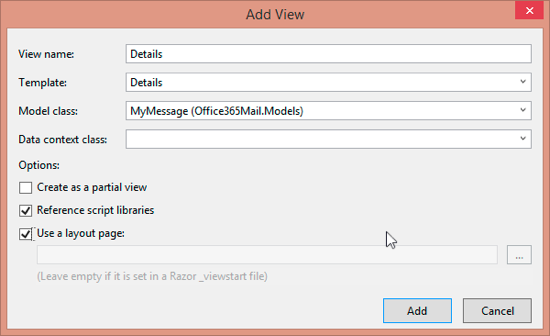 Add View
View name: Details
Template: Details
Model class: MyMessage (Office365Mail.Models)
Data context class:
Options:
Create as a partial view
Reference script libraries
Use a layout page:
...
(Leave empty if it is set in a Razor _viewstart file)
Add Cancel